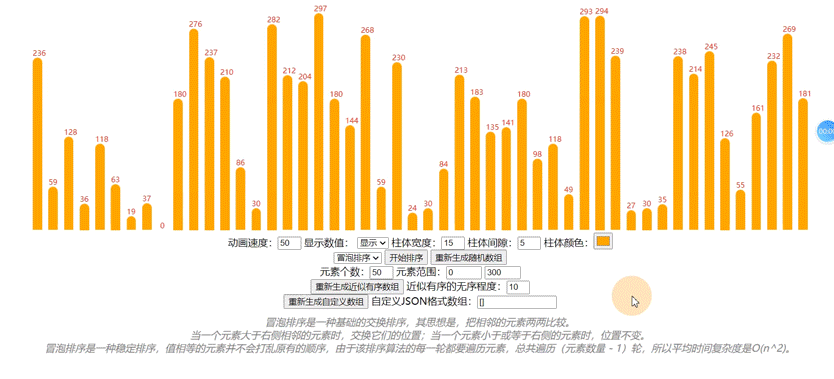 236 59 128 36 118 63 19 37 0 180 276 237 210 86 30 282 212 204 297 180 144 59 268 24 230 30 84 213 183 135 141 180 98 118 49 293 294 239 27 30 35 238 214 245 126 55 161 232 269 181
00:00
动画速度： 50 显示数值： 显示 柱体宽度： 15 柱体间隙： 5 柱体颜色：
冒泡排序 开始排序 重新生成随机数组
元素个数： 50 元素范围： 0 300
重新生成近似有序数组 近似有序的无序程度： 10
重新生成自定义数组 自定义JSON格式数组： []
冒泡排序是一种基础的交换排序，其思想是，把相邻的元素两两比较。
当一个元素大于右侧相邻的元素时，交换它们的位置；当一个元素小于或等于右侧的元素时，位置不变。
冒泡排序是一种稳定排序，值相等的元素并不会打乱原有的顺序，由于该排序算法的每一轮都要遍历元素，总共遍历（元素数量 - 1）轮，所以平均时间复杂度是O(n^2)。